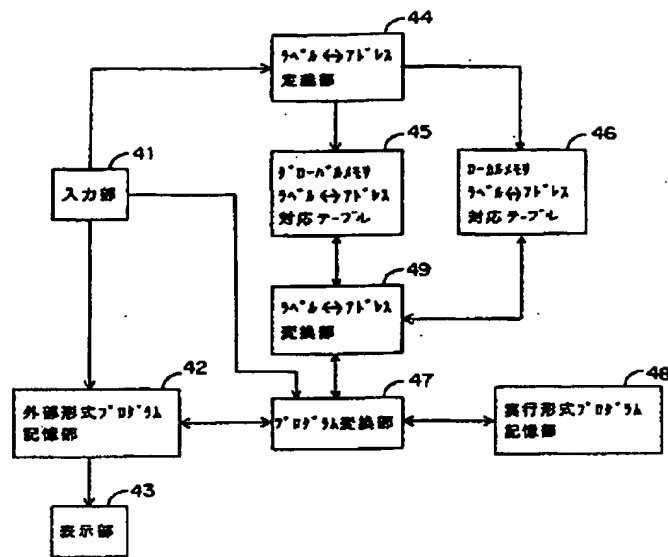 44
ラベル⟷アドレス
定義部
45
46
41
グローバルメモリ
ラベル⟷アドレス
対応テーブル
ローカルメモリ
ラベル⟷アドレス
対応テーブル
入力部
49
ラベル⟷アドレス
変換部
42
47
48
外部形式プログラム
記憶部
プログラム変換部
実行形式プログラム
記憶部
43
表示部